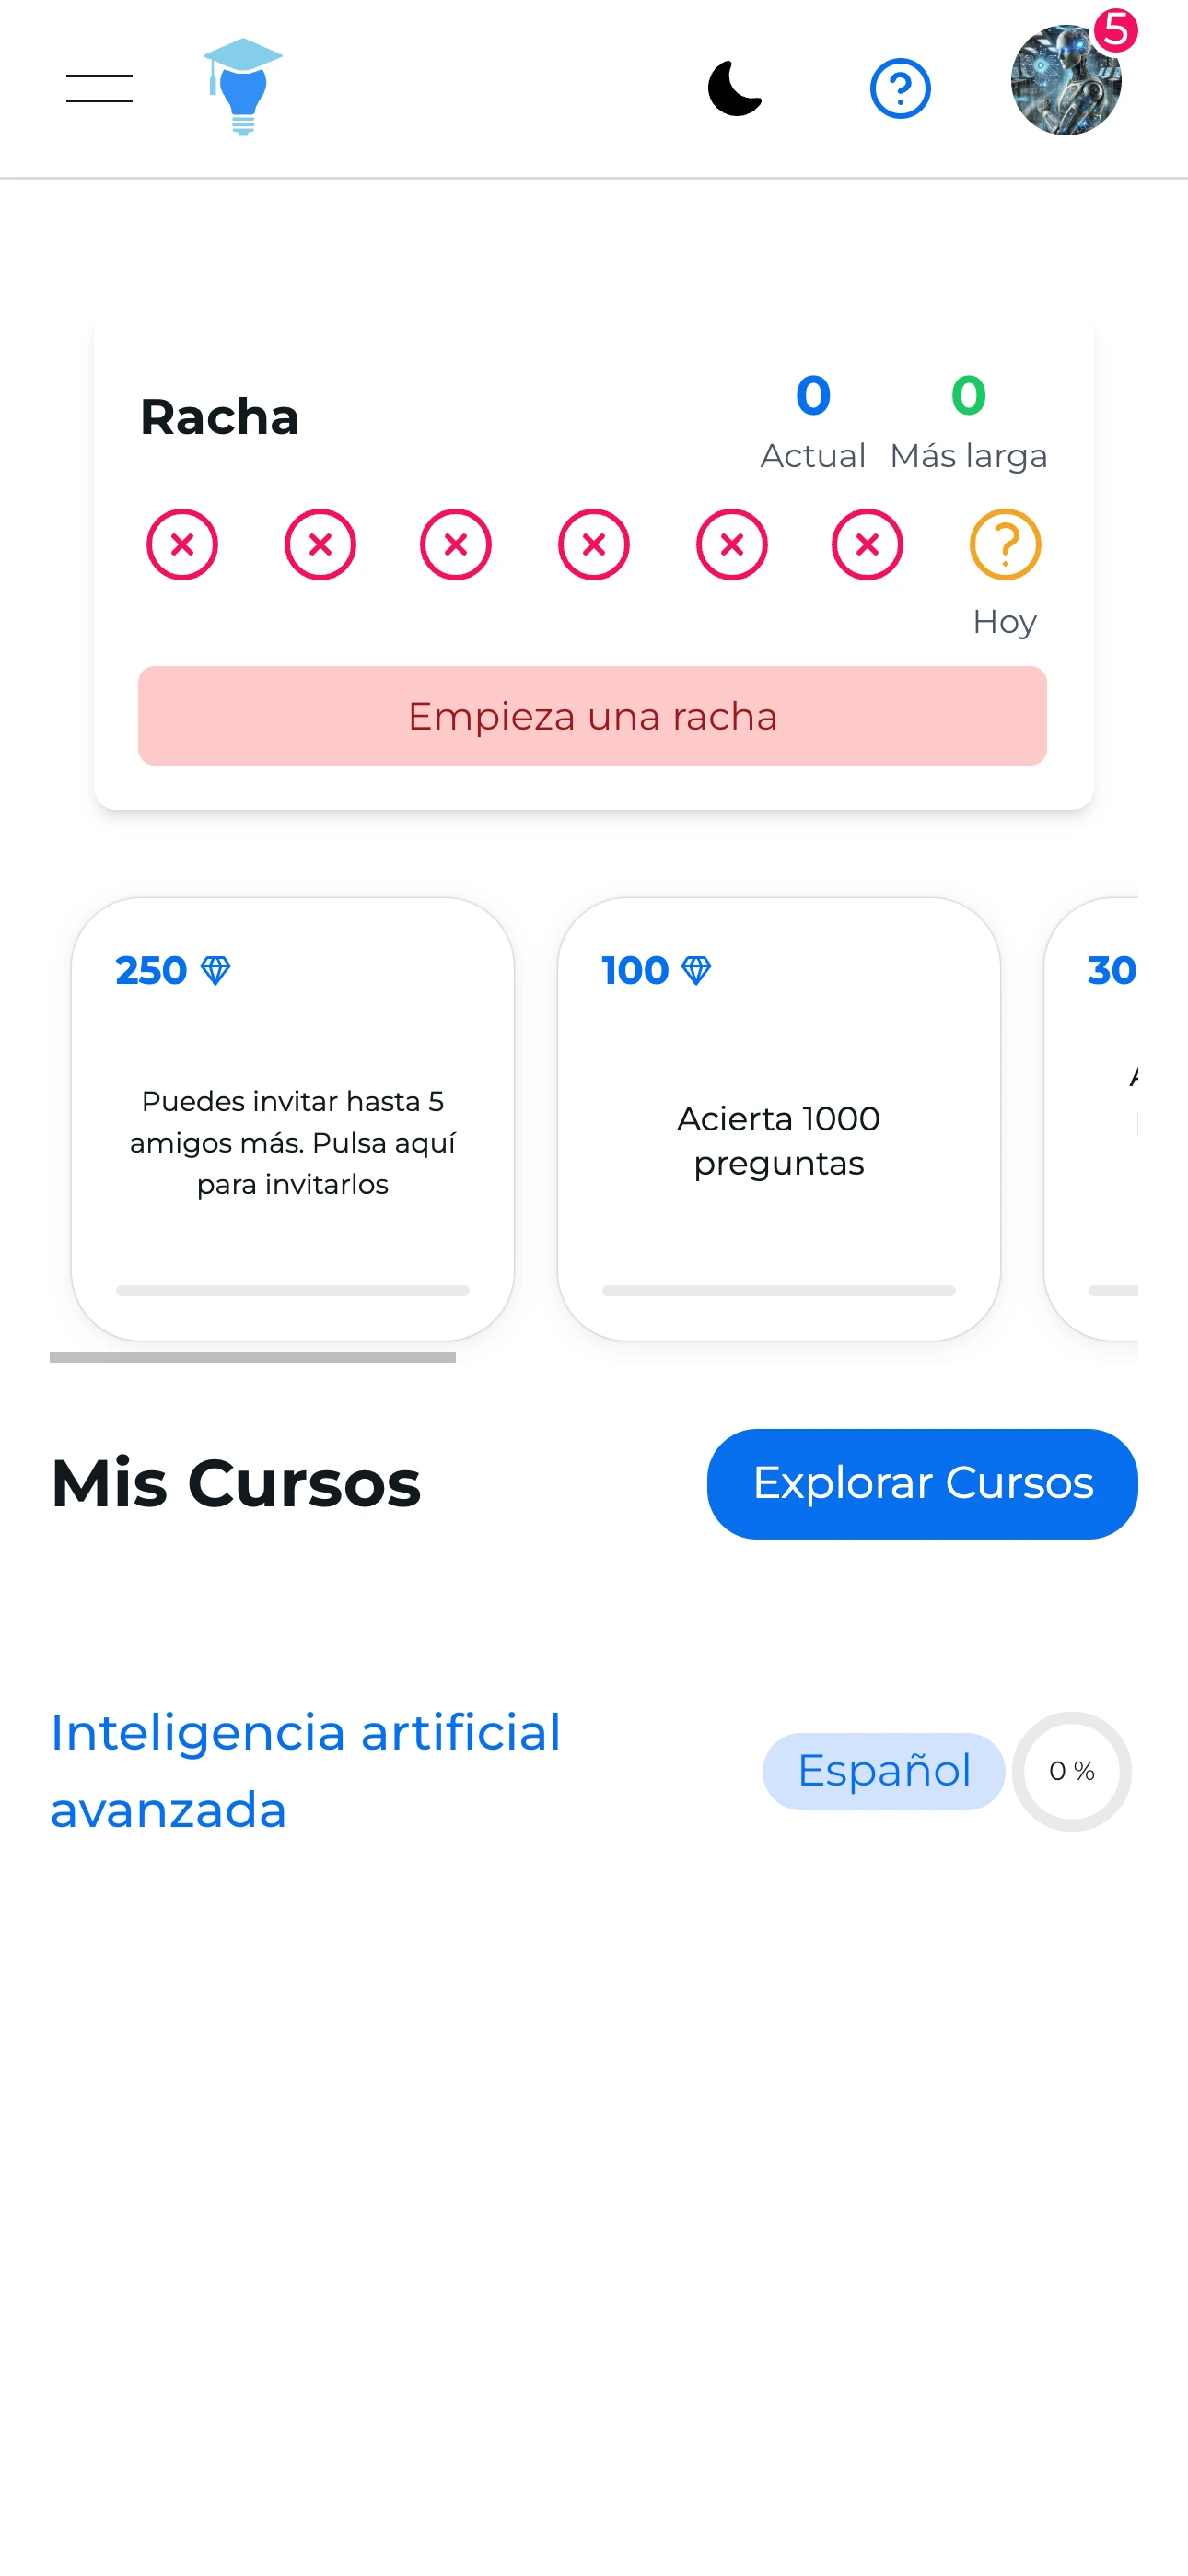 5
Racha
0
Actual
0
Más larga
Hoy
Empieza una racha
250
Puedes invitar hasta 5
amigos más. Pulsa aquí
para invitarlos
100
Acierta 1000
preguntas
30
Mis Cursos
Explorar Cursos
Inteligencia artificial
avanzada
Español
0 %